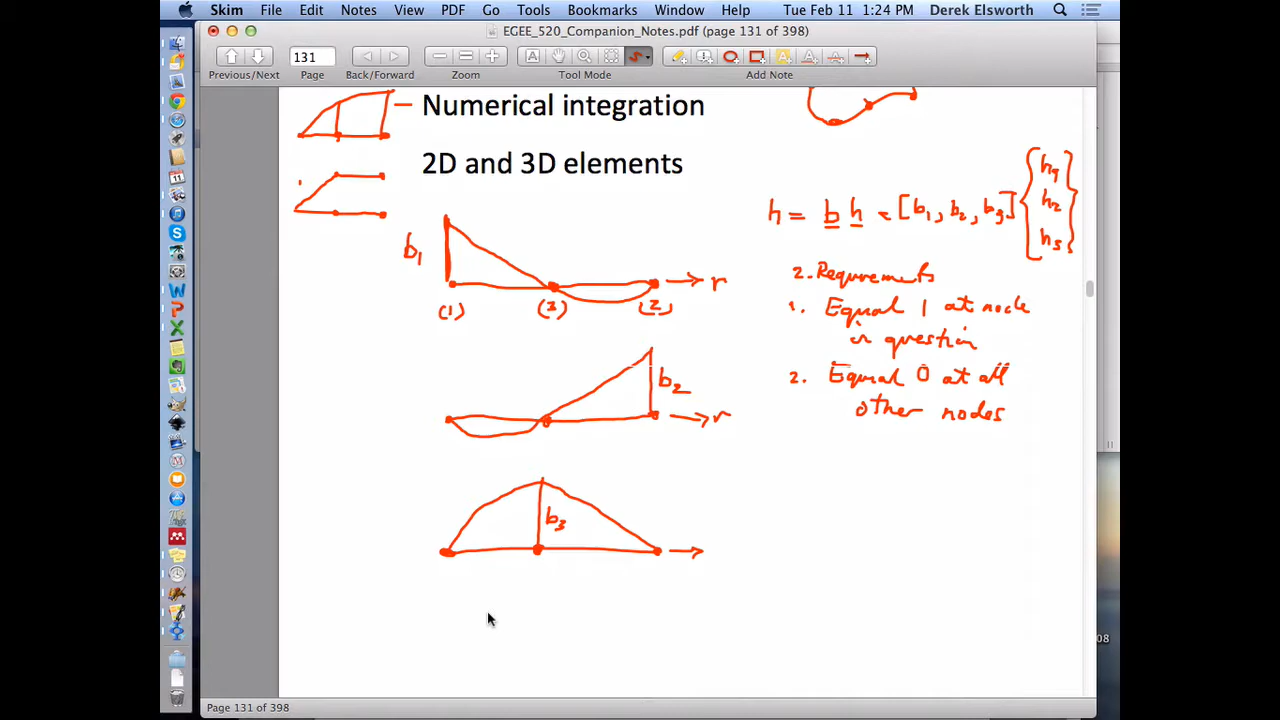 Skim File Edit Notes View PDF Go Tools Bookmarks Window Help Tue Feb 11 1:24 PM Derek Elsworth
EGEE_520_Companion_Notes.pdf (page 131 of 398)
131
Previous/Next Page Back/Forward Zoom Tool Mode Add Note
– Numerical integration
2D and 3D elements
h = b h = [b1, b2, b3] { h1 h2 h3 }
b1
r
(1) (3) (2)
2. Requirements
1. Equal 1 at node
in question
2. Equal 0 at all
other nodes
b2
r
b3
08
Page 131 of 398